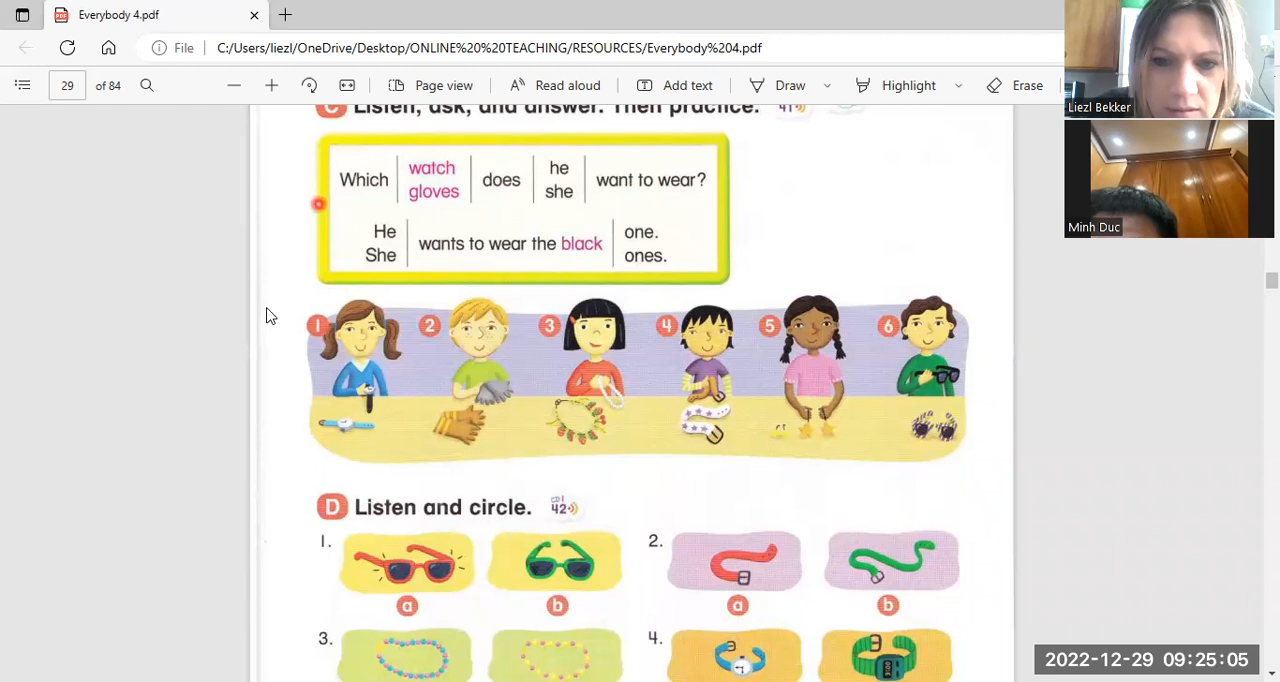 Everybody 4.pdf
File
C:/Users/liezl/OneDrive/Desktop/ONLINE%20%20TEACHING/RESOURCES/Everybody%204.pdf
29 of 84
Page view
Read aloud
Add text
Draw
Highlight
Erase
Liezl Bekker
Minh Duc
C Listen, ask, and answer. Then practice. 41
Which watch does he want to wear?
gloves she
He wants to wear the black one.
She ones.
1 2 3 4 5 6
D Listen and circle. CD1 42
1. 2.
a b a b
3. 4.
2022-12-29 09:25:05